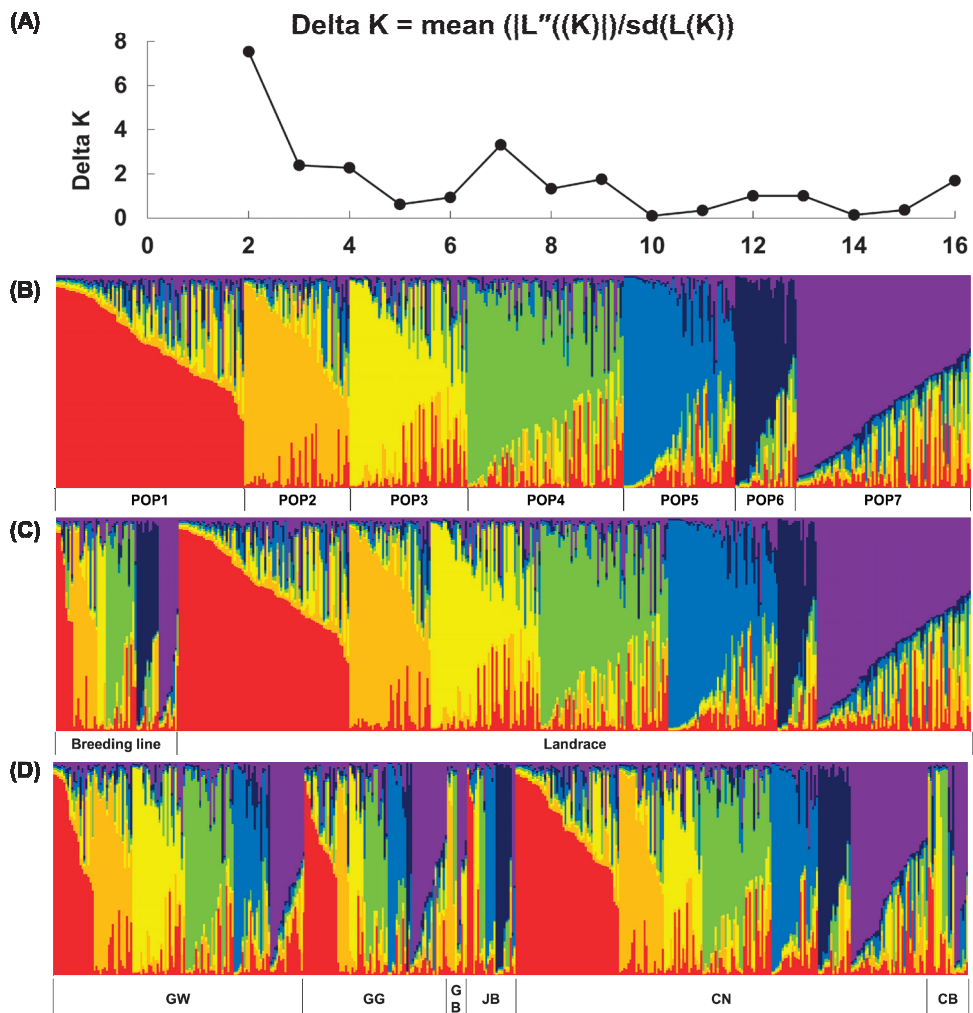 (A)
Delta K = mean (|L″((K)|)/sd(L(K))
Delta K
8
6
4
2
0
0 2 4 6 8 10 12 14 16
(B)
POP1 POP2 POP3 POP4 POP5 POP6 POP7
(C)
Breeding line Landrace
(D)
GW GG GB JB CN CB